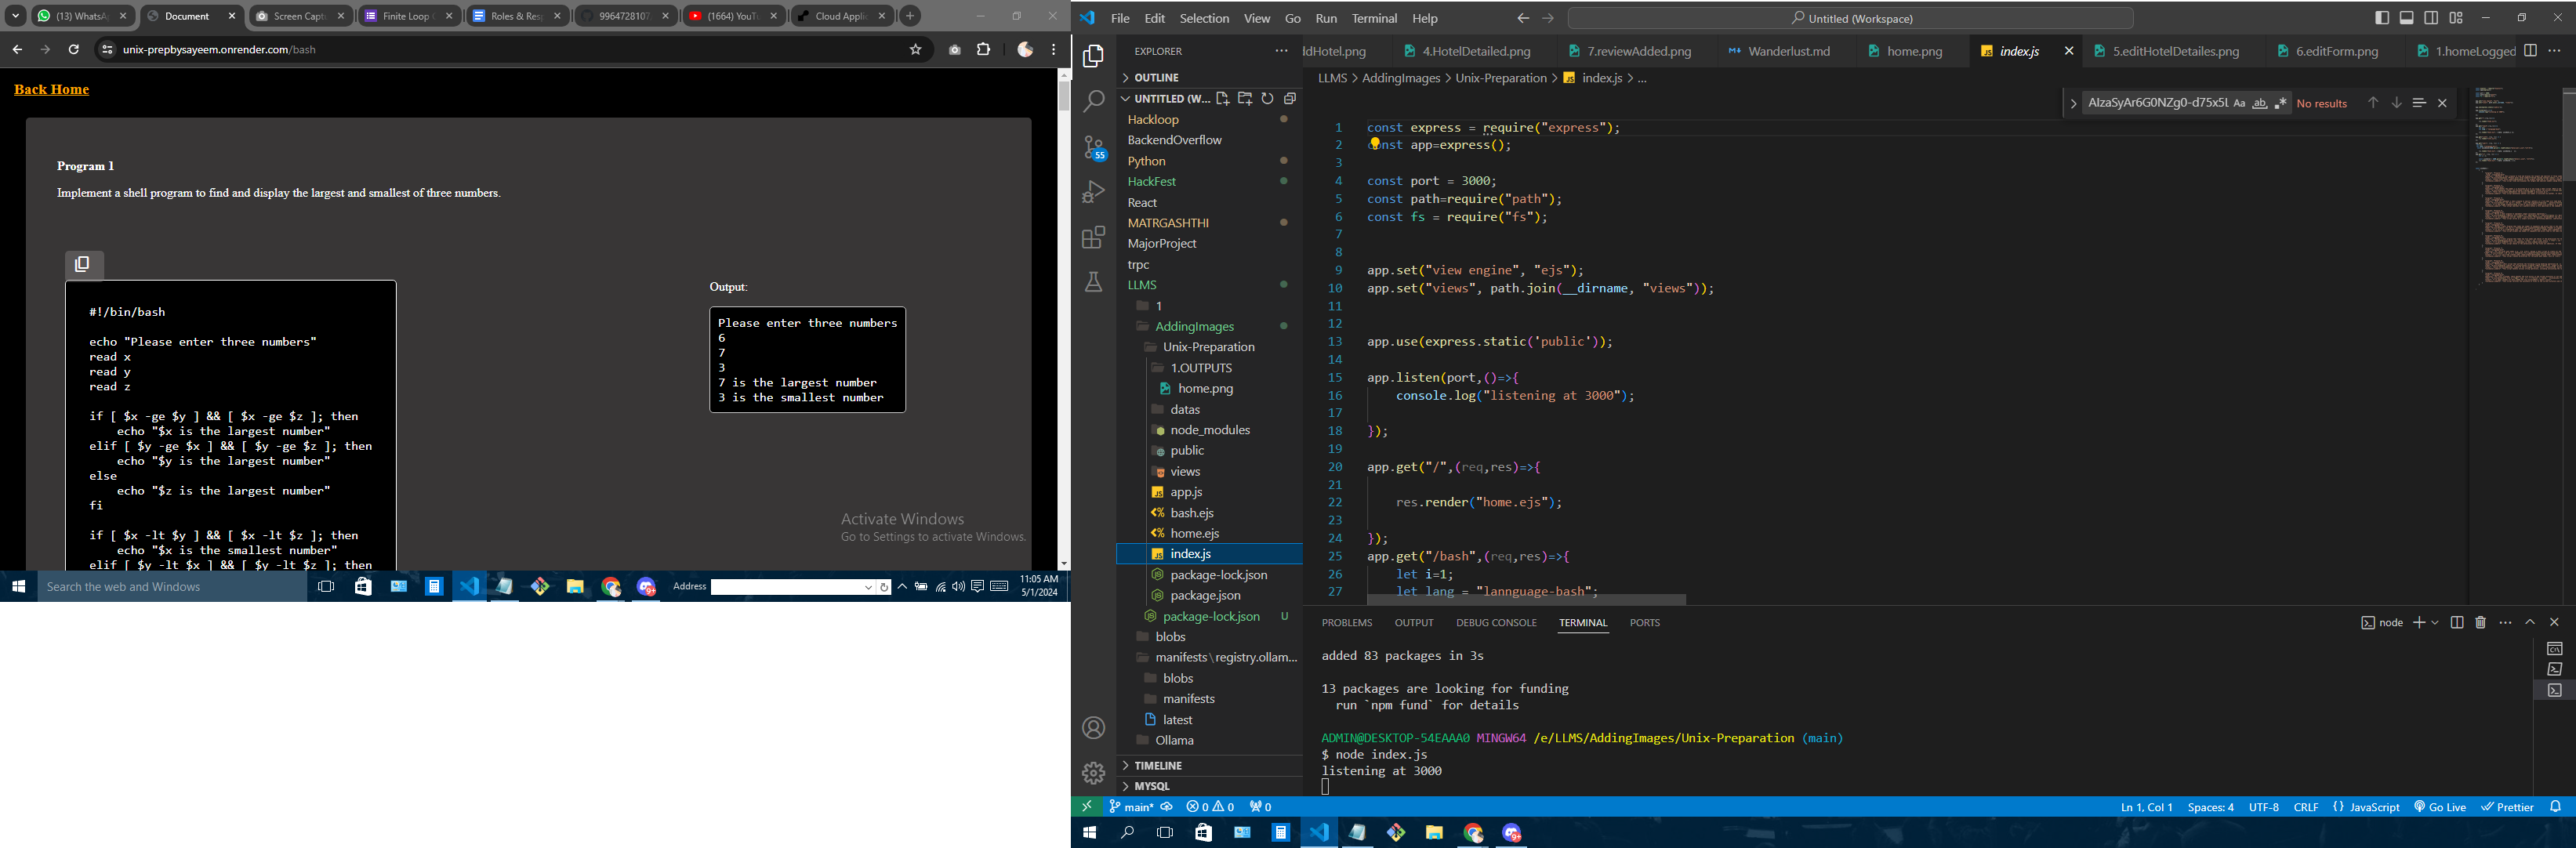 (13) WhatsA
Document
Screen Captu
Finite Loop C
Roles & Resp
9964728107
(1664) YouTu
Cloud Applic
unix-prepbysayeem.onrender.com/bash
Back Home
Program 1
Implement a shell program to find and display the largest and smallest of three numbers.
#!/bin/bash
echo "Please enter three numbers"
read x
read y
read z
if [ $x -ge $y ] && [ $x -ge $z ]; then
echo "$x is the largest number"
elif [ $y -ge $x ] && [ $y -ge $z ]; then
echo "$y is the largest number"
else
echo "$z is the largest number"
fi
if [ $x -lt $y ] && [ $x -lt $z ]; then
echo "$x is the smallest number"
elif [ $y -lt $x ] && [ $y -lt $z ]; then
Output:
Please enter three numbers
6
7
3
7 is the largest number
3 is the smallest number
Activate Windows
Go to Settings to activate Windows.
Search the web and Windows
Address
11:05 AM
5/1/2024
File Edit Selection View Go Run Terminal Help
Untitled (Workspace)
EXPLORER
OUTLINE
UNTITLED (W...
Hackloop
BackendOverflow
Python
HackFest
React
MATRGASHTHI
MajorProject
trpc
LLMS
1
AddingImages
Unix-Preparation
1.OUTPUTS
home.png
datas
node_modules
public
views
app.js
bash.ejs
home.ejs
index.js
package-lock.json
package.json
package-lock.json U
blobs
manifests\registry.ollam...
blobs
manifests
latest
Ollama
TIMELINE
MYSQL
55
ddHotel.png
4.HotelDetailed.png
7.reviewAdded.png
Wanderlust.md
home.png
index.js
5.editHotelDetailes.png
6.editForm.png
1.homeLogged
LLMS > AddingImages > Unix-Preparation > index.js > ...
AIzaSyAr6G0NZg0-d75x5L Aa ab No results
1 const express = require("express");
2 const app=express();
3
4 const port = 3000;
5 const path=require("path");
6 const fs = require("fs");
7
8
9 app.set("view engine", "ejs");
10 app.set("views", path.join(__dirname, "views"));
11
12
13 app.use(express.static('public'));
14
15 app.listen(port,()=>{
16 console.log("listening at 3000");
17
18 });
19
20 app.get("/",(req,res)=>{
21
22 res.render("home.ejs");
23
24 });
25 app.get("/bash",(req,res)=>{
26 let i=1;
27 let lang = "lannguage-bash";
PROBLEMS OUTPUT DEBUG CONSOLE TERMINAL PORTS
node
added 83 packages in 3s
13 packages are looking for funding
run `npm fund` for details
ADMIN@DESKTOP-54EAAA0 MINGW64 /e/LLMS/AddingImages/Unix-Preparation (main)
$ node index.js
listening at 3000
main* 0 0 0
Ln 1, Col 1 Spaces: 4 UTF-8 CRLF {} JavaScript Go Live Prettier